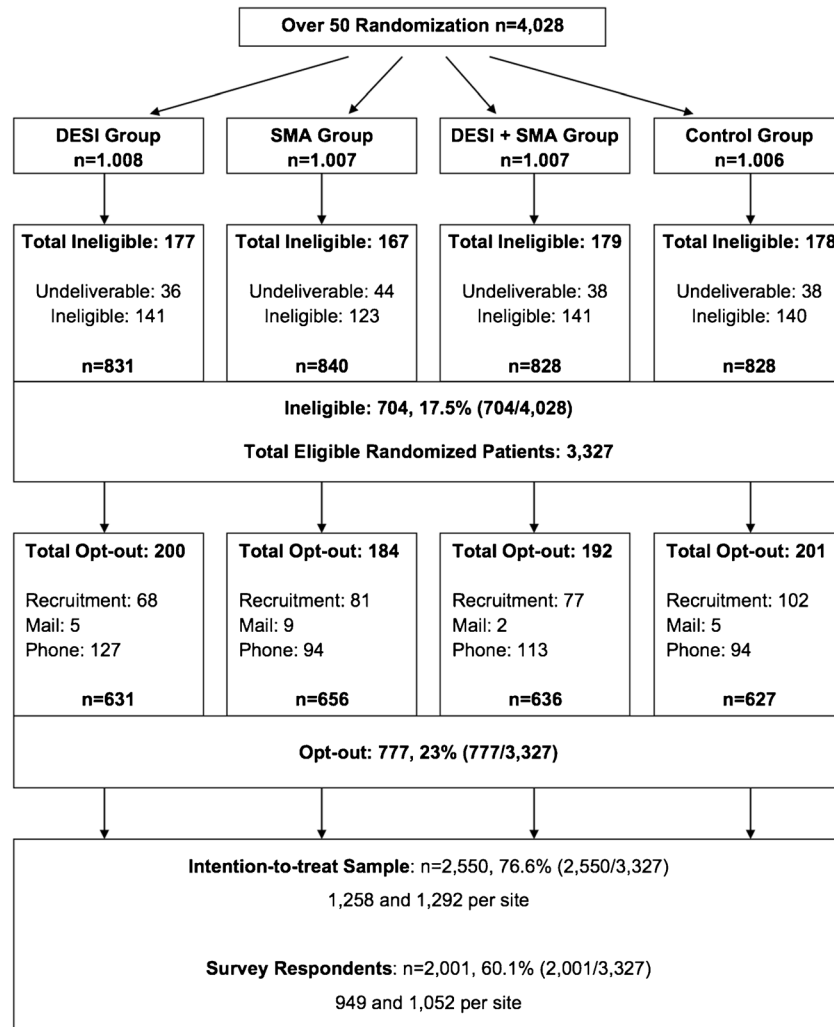 Over 50 Randomization n=4,028
DESI Group
n=1.008
SMA Group
n=1.007
DESI + SMA Group
n=1.007
Control Group
n=1.006
Total Ineligible: 177
Undeliverable: 36
Ineligible: 141
n=831
Total Ineligible: 167
Undeliverable: 44
Ineligible: 123
n=840
Total Ineligible: 179
Undeliverable: 38
Ineligible: 141
n=828
Total Ineligible: 178
Undeliverable: 38
Ineligible: 140
n=828
Ineligible: 704, 17.5% (704/4,028)
Total Eligible Randomized Patients: 3,327
Total Opt-out: 200
Recruitment: 68
Mail: 5
Phone: 127
n=631
Total Opt-out: 184
Recruitment: 81
Mail: 9
Phone: 94
n=656
Total Opt-out: 192
Recruitment: 77
Mail: 2
Phone: 113
n=636
Total Opt-out: 201
Recruitment: 102
Mail: 5
Phone: 94
n=627
Opt-out: 777, 23% (777/3,327)
Intention-to-treat Sample: n=2,550, 76.6% (2,550/3,327)
1,258 and 1,292 per site
Survey Respondents: n=2,001, 60.1% (2,001/3,327)
949 and 1,052 per site